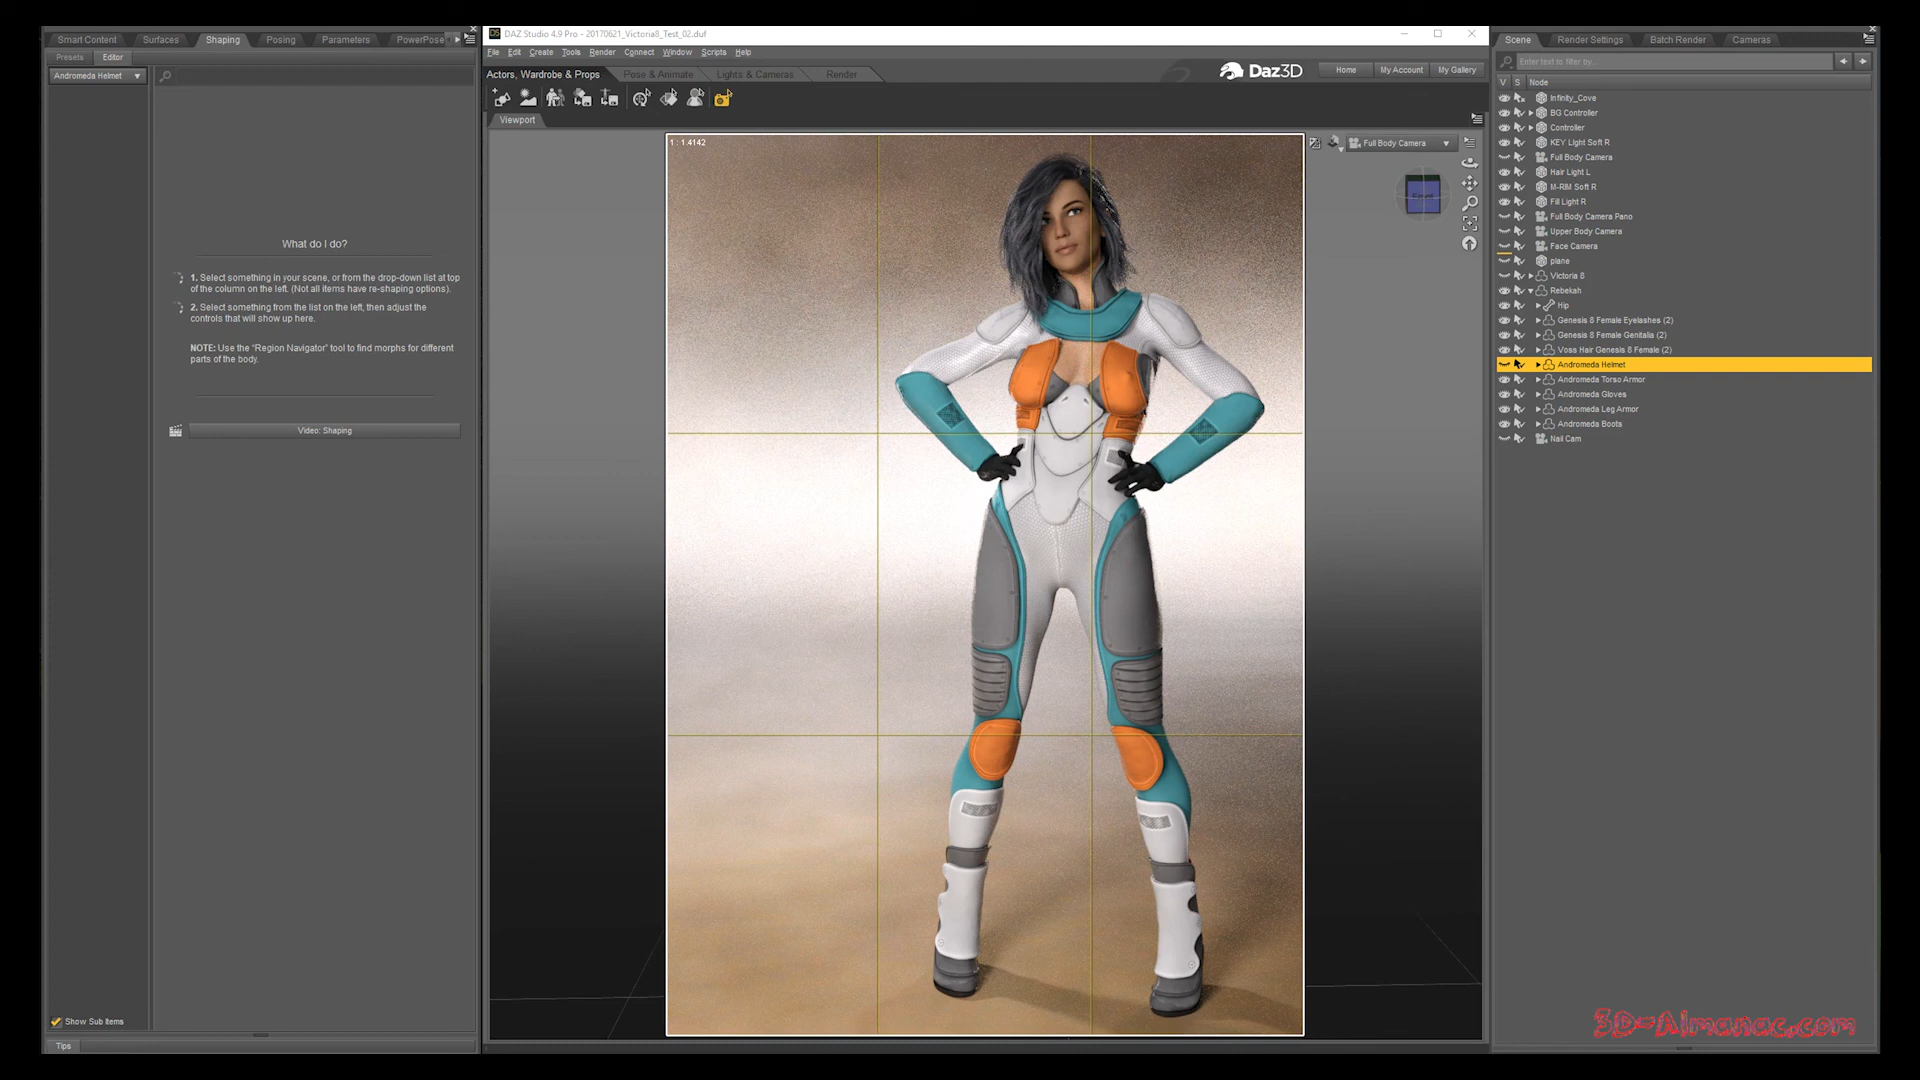 Smart Content Surfaces Shaping Posing Parameters PowerPose
Presets Editor
Andromeda Helmet
What do I do?
1. Select something in your scene, or from the drop-down list at top
of the column on the left. (Not all items have re-shaping options).
2. Select something from the list on the left, then adjust the
controls that will show up here.
NOTE: Use the "Region Navigator" tool to find morphs for different
parts of the body.
Video: Shaping
Show Sub Items
Tips
DAZ Studio 4.9 Pro - 20170621_Victoria8_Test_02.duf
File Edit Create Tools Render Connect Window Scripts Help
Actors, Wardrobe & Props Pose & Animate Lights & Cameras Render
Daz3D Home My Account My Gallery
Viewport
1 : 1.4142
Full Body Camera
Front
Scene Render Settings Batch Render Cameras
Enter text to filter by...
V S Node
Infinity_Cove
BG Controller
Controller
KEY Light Soft R
Full Body Camera
Hair Light L
M-RIM Soft R
Fill Light R
Full Body Camera Pano
Upper Body Camera
Face Camera
plane
Victoria 8
Rebekah
Hip
Genesis 8 Female Eyelashes (2)
Genesis 8 Female Genitalia (2)
Voss Hair Genesis 8 Female (2)
Andromeda Helmet
Andromeda Torso Armor
Andromeda Gloves
Andromeda Leg Armor
Andromeda Boots
Nail Cam
3D-Almanac.com